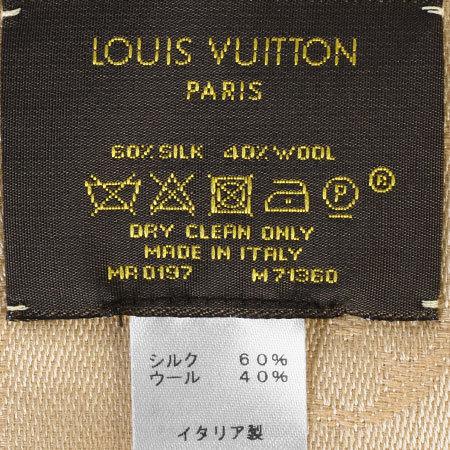 LOUIS VUITTON
PARIS
60% SILK 40% WOOL
P ®
DRY CLEAN ONLY
MADE IN ITALY
MR0197 M71360
シルク 60%
ウール 40%
イタリア製